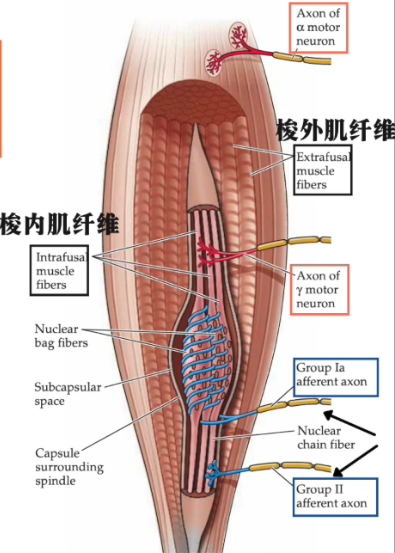 Axon of
α motor
neuron
梭外肌纤维
Extrafusal
muscle
fibers
梭内肌纤维
Intrafusal
muscle
fibers
Axon of
γ motor
neuron
Nuclear
bag fibers
Subcapsular
space
Group Ia
afferent axon
Nuclear
chain fiber
Capsule
surrounding
spindle
Group II
afferent axon